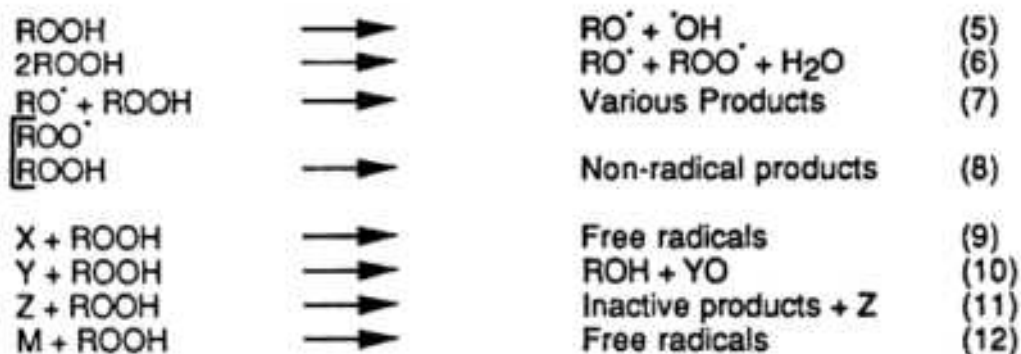 ROOH ⟶ RO˙ + ˙OH (5)
2ROOH ⟶ RO˙ + ROO˙ + H₂O (6)
RO˙ + ROOH ⟶ Various Products (7)
ROO˙
ROOH ⟶ Non-radical products (8)
X + ROOH ⟶ Free radicals (9)
Y + ROOH ⟶ ROH + YO (10)
Z + ROOH ⟶ Inactive products + Z (11)
M + ROOH ⟶ Free radicals (12)